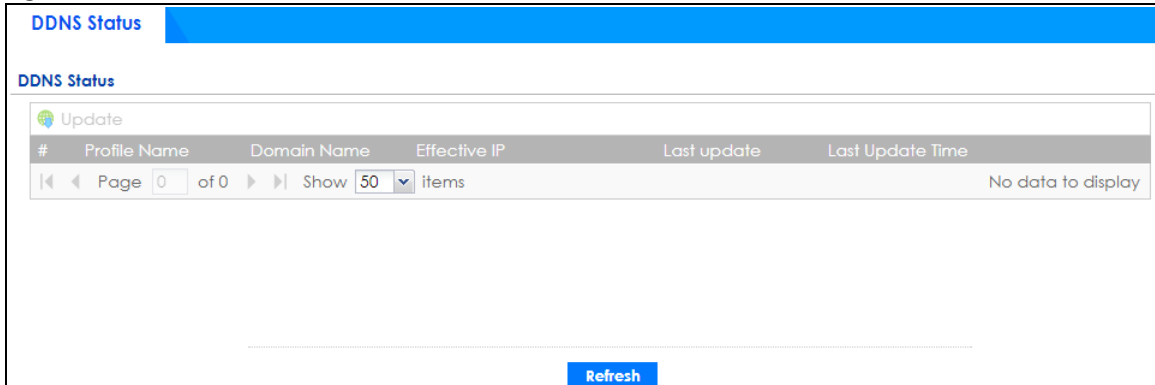 DDNS Status
DDNS Status
Update
# Profile Name Domain Name Effective IP Last update Last Update Time
Page 0 of 0 Show 50 items No data to display
Refresh